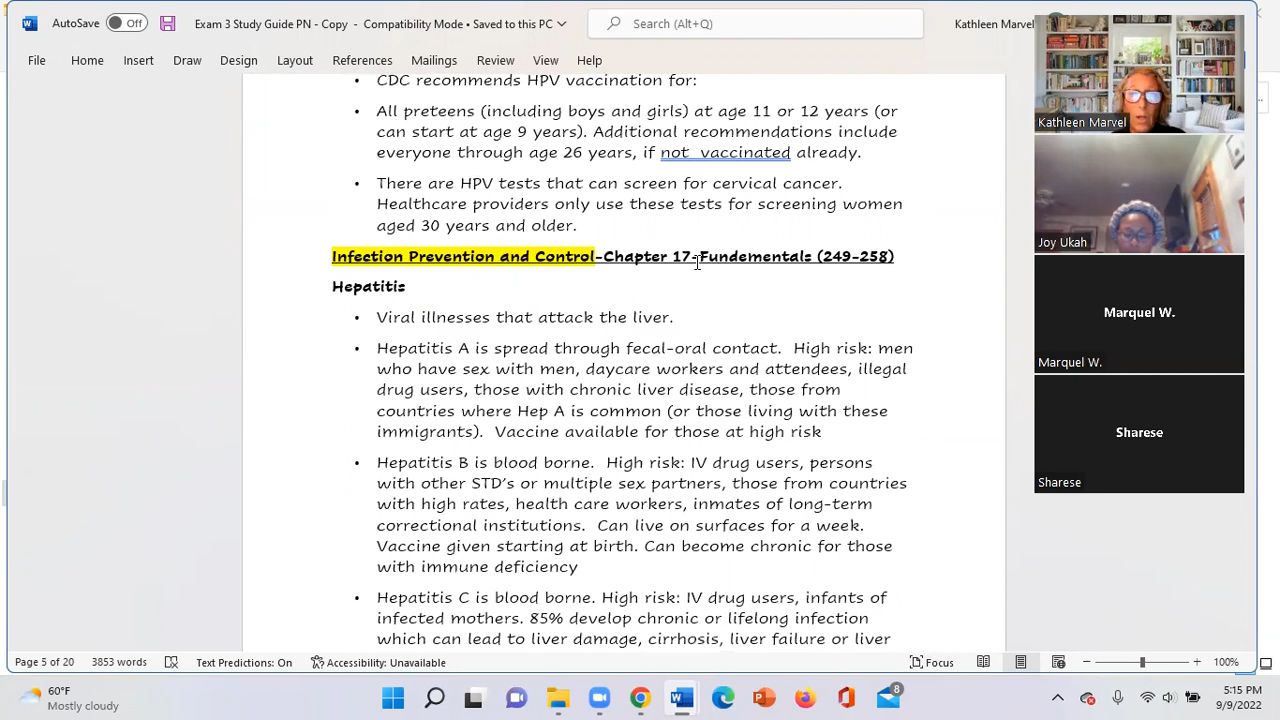 AutoSave Off Exam 3 Study Guide PN - Copy - Compatibility Mode • Saved to this PC Search (Alt+Q) Kathleen Marvel
File Home Insert Draw Design Layout References Mailings Review View Help
• CDC recommends HPV vaccination for:
• All preteens (including boys and girls) at age 11 or 12 years (or
can start at age 9 years). Additional recommendations include
everyone through age 26 years, if not vaccinated already.
• There are HPV tests that can screen for cervical cancer.
Healthcare providers only use these tests for screening women
aged 30 years and older.
Infection Prevention and Control-Chapter 17-Fundementals (249-258)
Hepatitis
• Viral illnesses that attack the liver.
• Hepatitis A is spread through fecal-oral contact. High risk: men
who have sex with men, daycare workers and attendees, illegal
drug users, those with chronic liver disease, those from
countries where Hep A is common (or those living with these
immigrants). Vaccine available for those at high risk
• Hepatitis B is blood borne. High risk: IV drug users, persons
with other STD's or multiple sex partners, those from countries
with high rates, health care workers, inmates of long-term
correctional institutions. Can live on surfaces for a week.
Vaccine given starting at birth. Can become chronic for those
with immune deficiency
• Hepatitis C is blood borne. High risk: IV drug users, infants of
infected mothers. 85% develop chronic or lifelong infection
which can lead to liver damage, cirrhosis, liver failure or liver
Kathleen Marvel
Joy Ukah
Marquel W.
Marquel W.
Sharese
Sharese
Page 5 of 20 3853 words Text Predictions: On Accessibility: Unavailable Focus 100%
60°F
Mostly cloudy
8
5:15 PM
9/9/2022